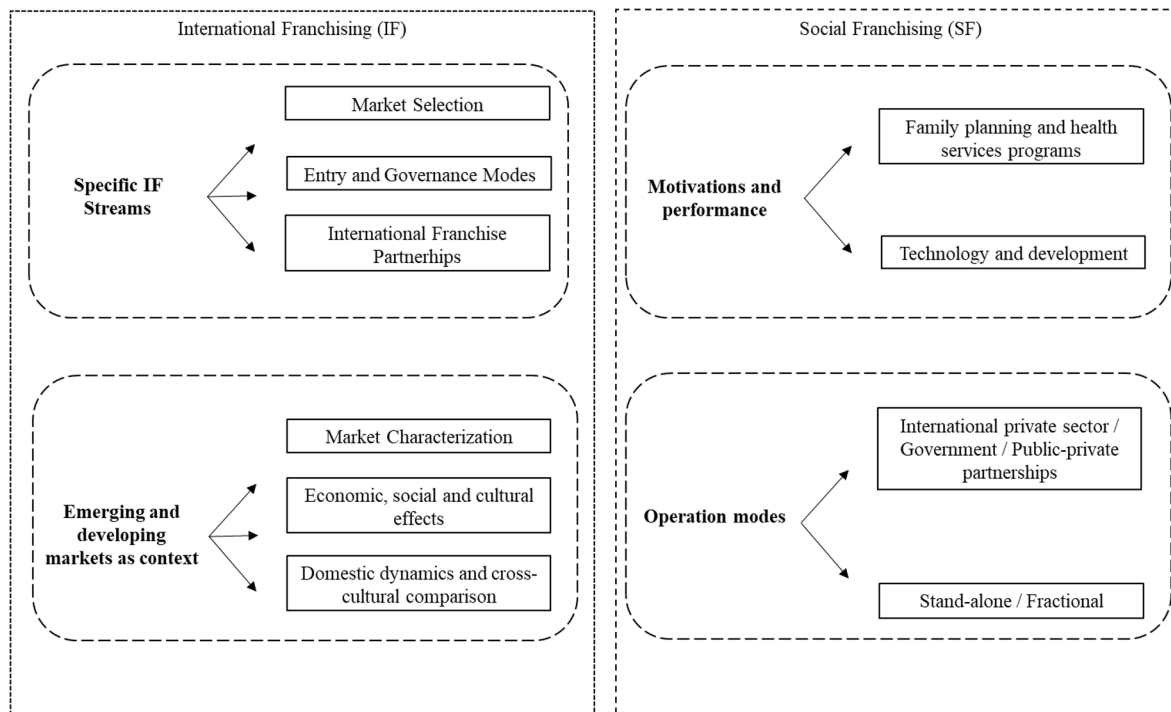 International Franchising (IF)
Specific IF
Streams
Market Selection
Entry and Governance Modes
International Franchise
Partnerhips
Emerging and
developing
markets as context
Market Characterization
Economic, social and cultural
effects
Domestic dynamics and cross-
cultural comparison
Social Franchising (SF)
Motivations and
performance
Family planning and health
services programs
Technology and development
Operation modes
International private sector /
Government / Public-private
partnerships
Stand-alone / Fractional